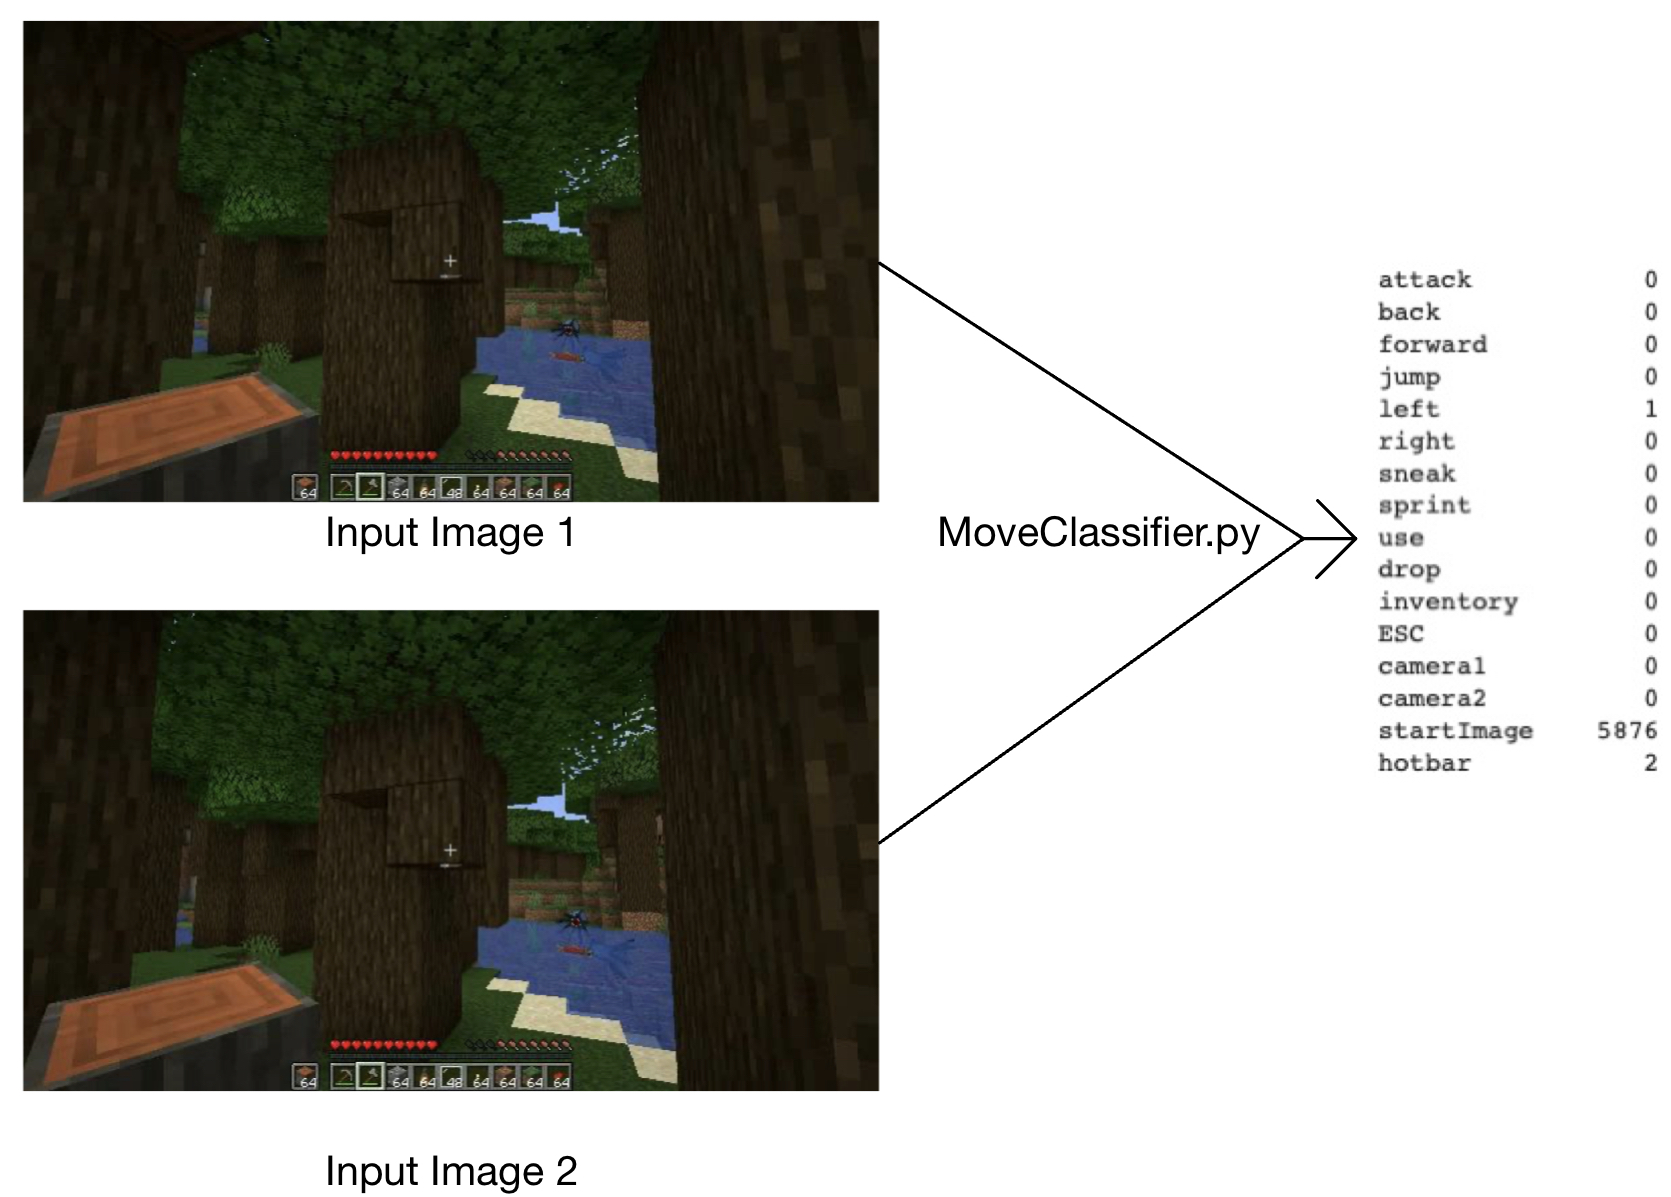 64 64 64 48 64 64 64 64
Input Image 1
MoveClassifier.py
64 64 64 48 64 64 64 64
Input Image 2
attack 0
back 0
forward 0
jump 0
left 1
right 0
sneak 0
sprint 0
use 0
drop 0
inventory 0
ESC 0
camera1 0
camera2 0
startImage 5876
hotbar 2